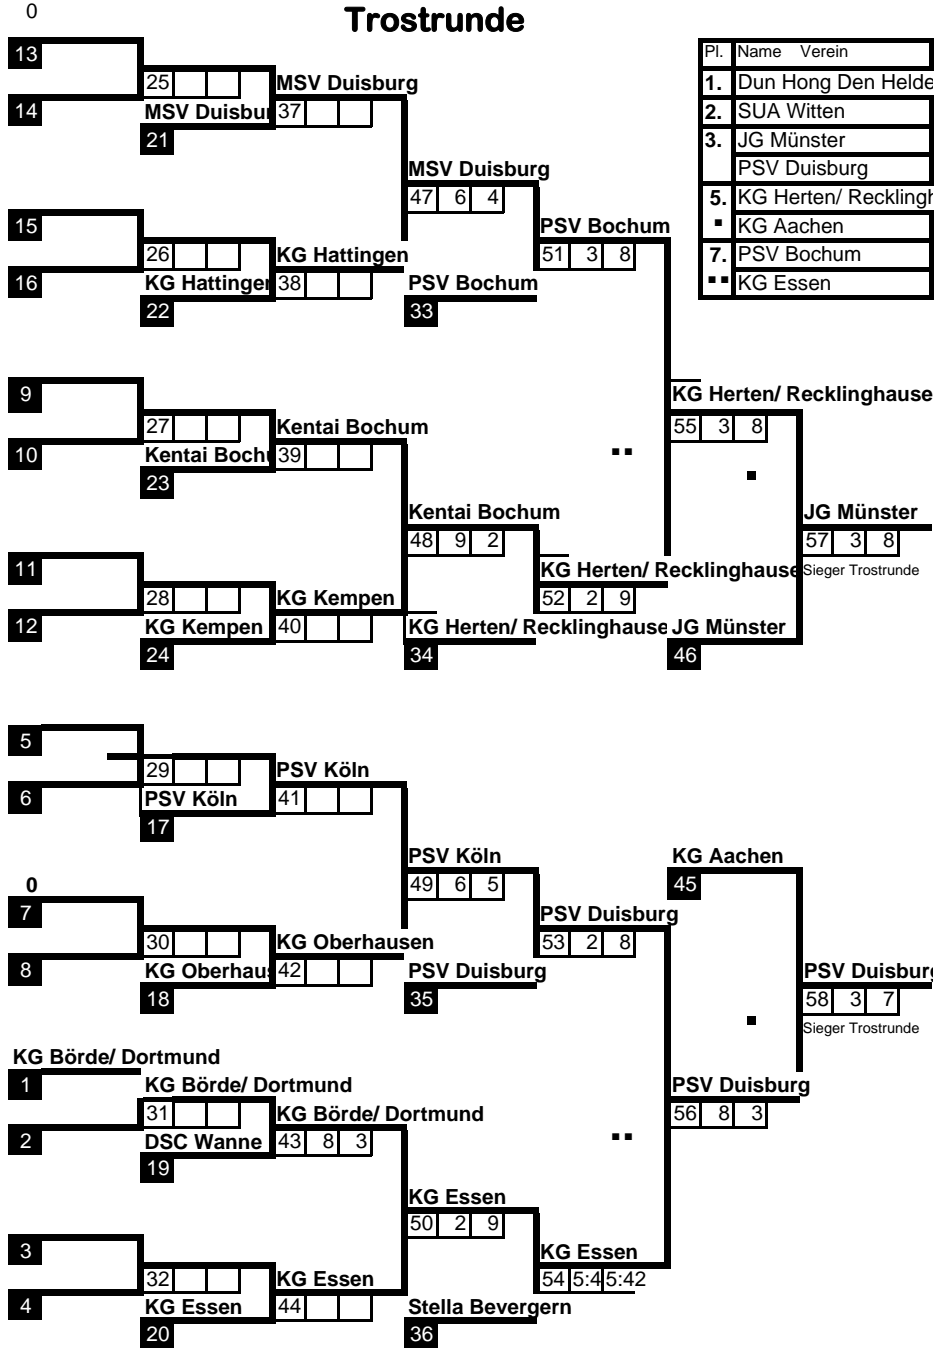 0
Trostrunde
13
Pl. Name Verein
25 MSV Duisburg
1. Dun Hong Den Helde
14 MSV Duisbur 37
2. SUA Witten
21
3. JG Münster
MSV Duisburg
PSV Duisburg
47 6 4
5. KG Herten/ Recklingh
15 PSV Bochum
▪ KG Aachen
26 KG Hattingen 51 3 8
7. PSV Bochum
16 KG Hattinger 38 PSV Bochum
▪▪ KG Essen
22 33
9 KG Herten/ Recklinghause
27 Kentai Bochum 55 3 8
10 Kentai Boch 39 ▪▪
23 ▪
Kentai Bochum JG Münster
48 9 2 57 3 8
11 KG Herten/ Recklinghause Sieger Trostrunde
28 KG Kempen 52 2 9
12 KG Kempen 40 KG Herten/ Recklinghause JG Münster
24 34 46
5
29 PSV Köln
6 PSV Köln 41
17
PSV Köln KG Aachen
0 49 6 5 45
7 PSV Duisburg
30 KG Oberhausen 53 2 8
8 KG Oberhaus 42 PSV Duisburg PSV Duisburg
18 35 58 3 7
▪ Sieger Trostrunde
KG Börde/ Dortmund
1 KG Börde/ Dortmund PSV Duisburg
31 KG Börde/ Dortmund 56 8 3
2 DSC Wanne 43 8 3 ▪▪
19
KG Essen
50 2 9
3 KG Essen
32 KG Essen 54 5:4 5:42
4 KG Essen 44 Stella Bevergern
20 36